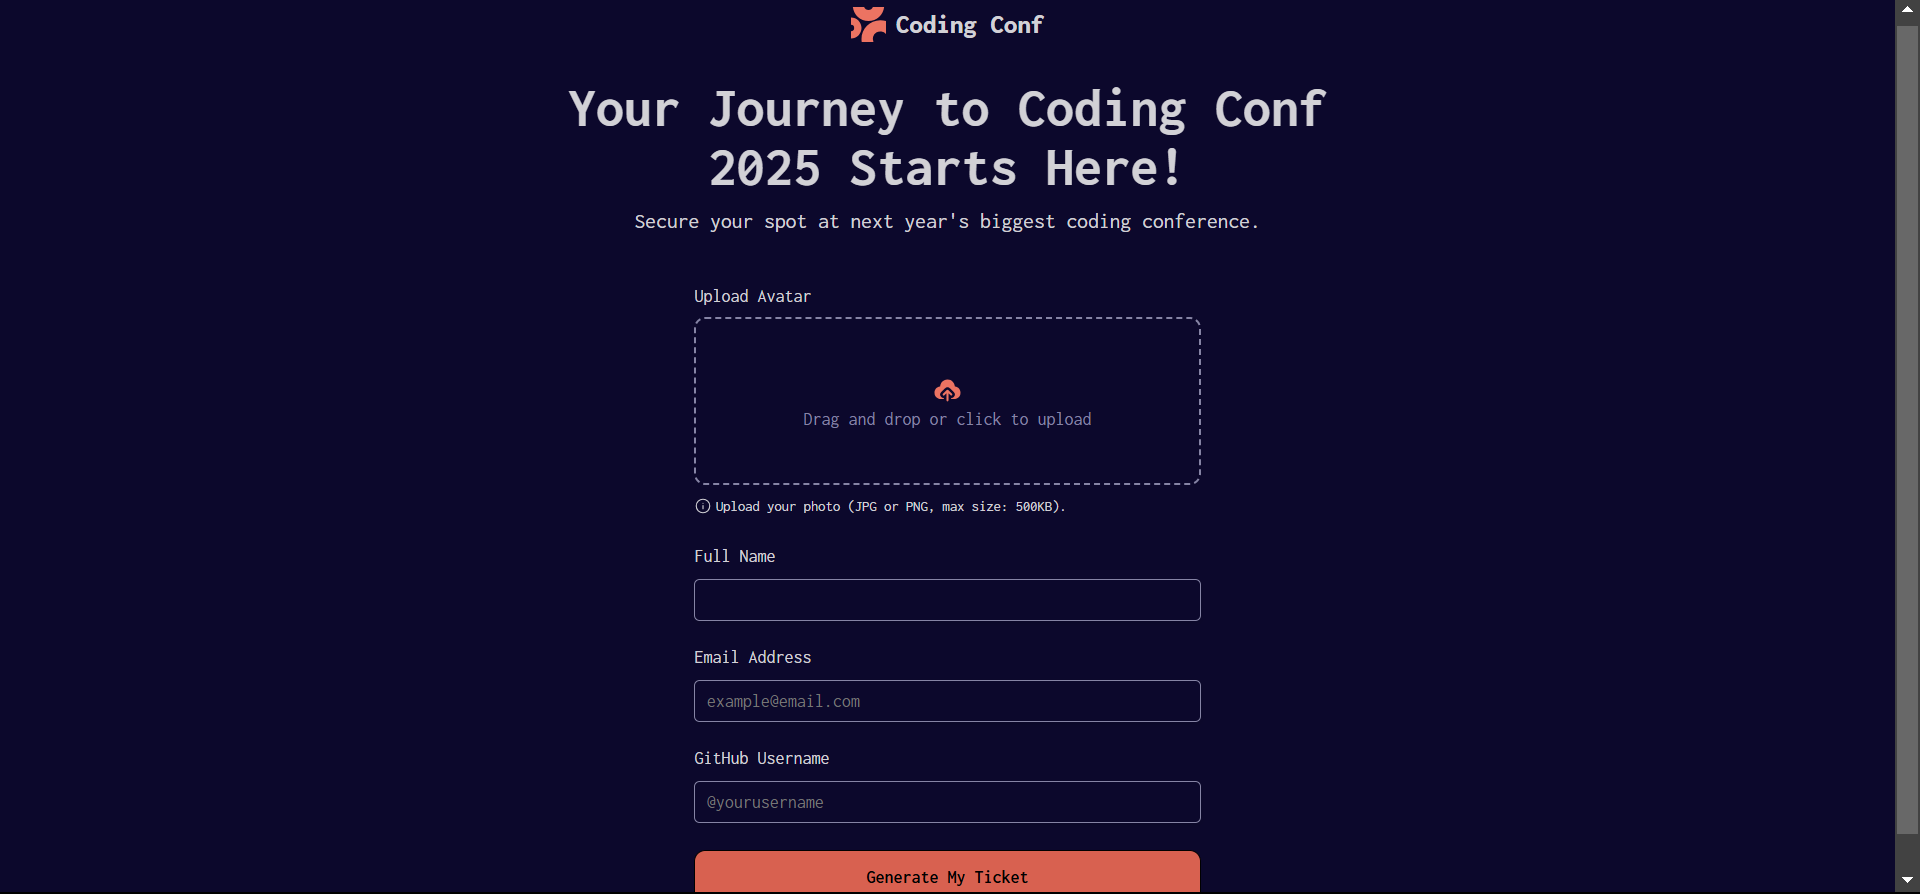 Coding Conf
Your Journey to Coding Conf
2025 Starts Here!
Secure your spot at next year's biggest coding conference.
Upload Avatar
Drag and drop or click to upload
Upload your photo (JPG or PNG, max size: 500KB).
Full Name
Email Address
example@email.com
GitHub Username
@yourusername
Generate My Ticket